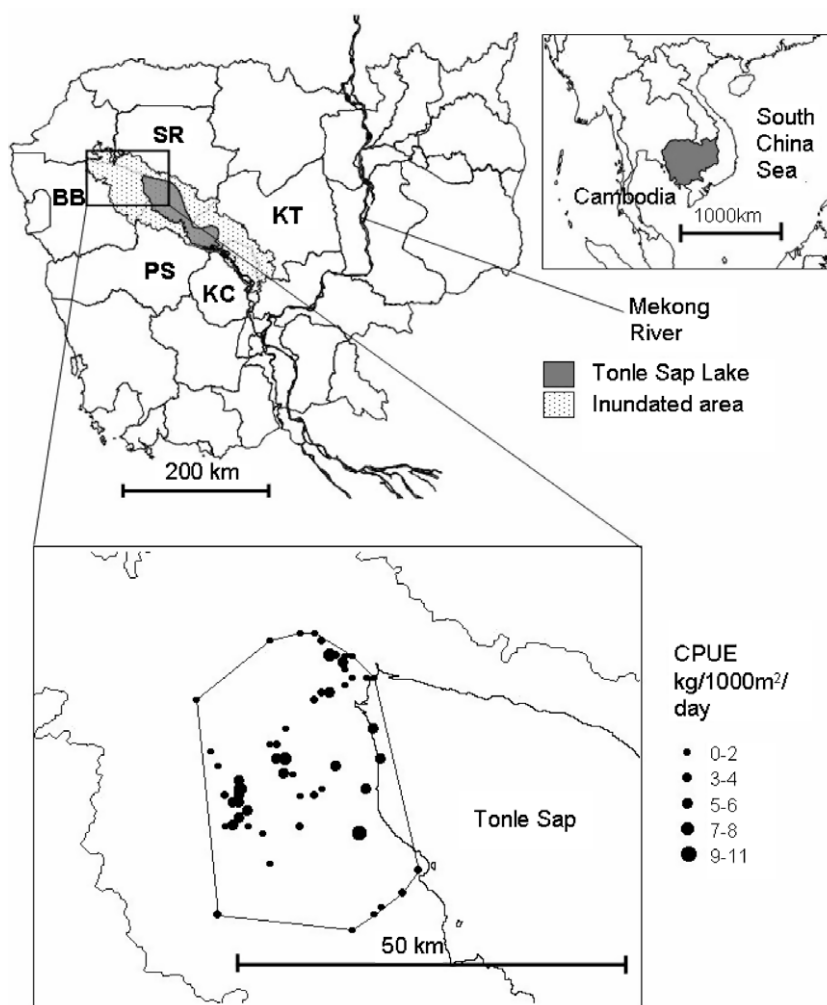 SR
BB
KT
PS
KC
200 km
South
China
Sea
Cambodia
1000km
Mekong
River
Tonle Sap Lake
Inundated area
Tonle Sap
50 km
CPUE
kg/1000m²/
day
0-2
3-4
5-6
7-8
9-11